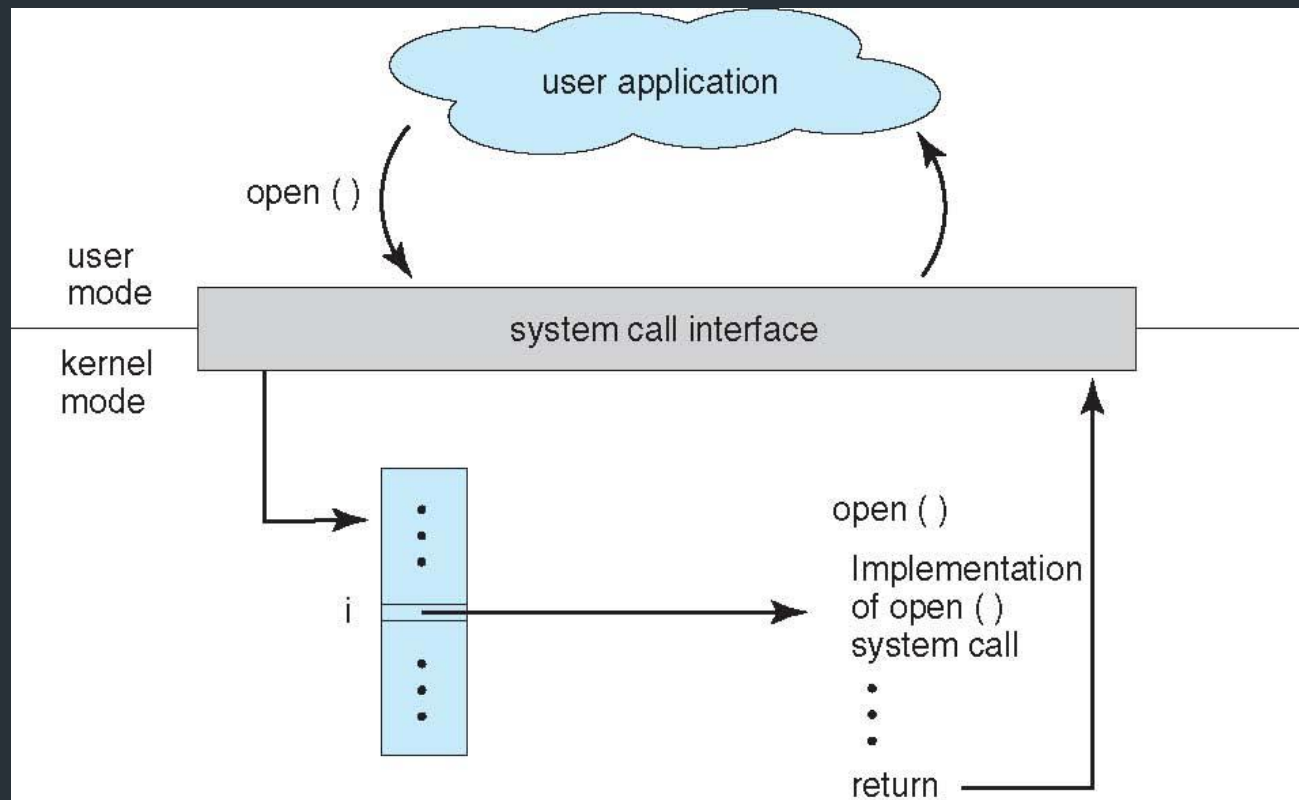 user application
open ( )
user
mode
system call interface
kernel
mode
open ( )
Implementation
of open ( )
system call
i
return